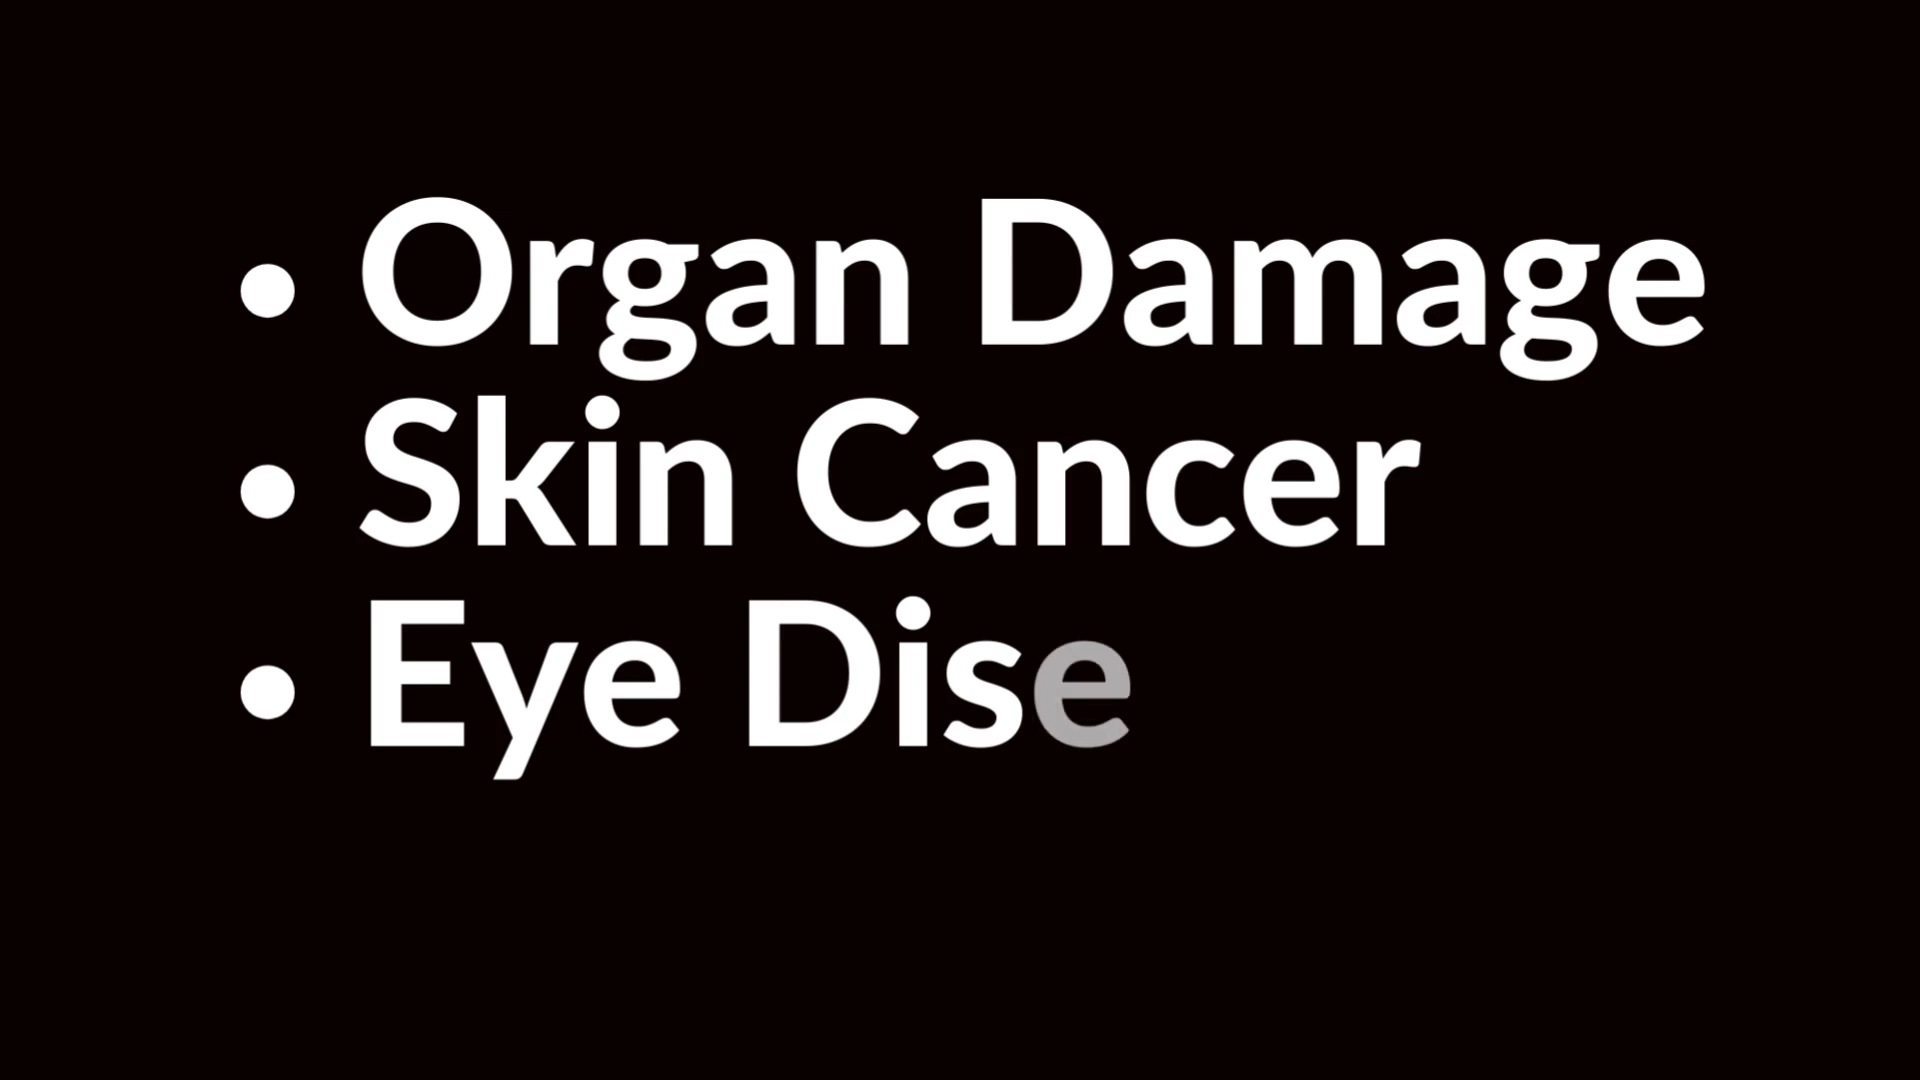 • Organ Damage
• Skin Cancer
• Eye Dise